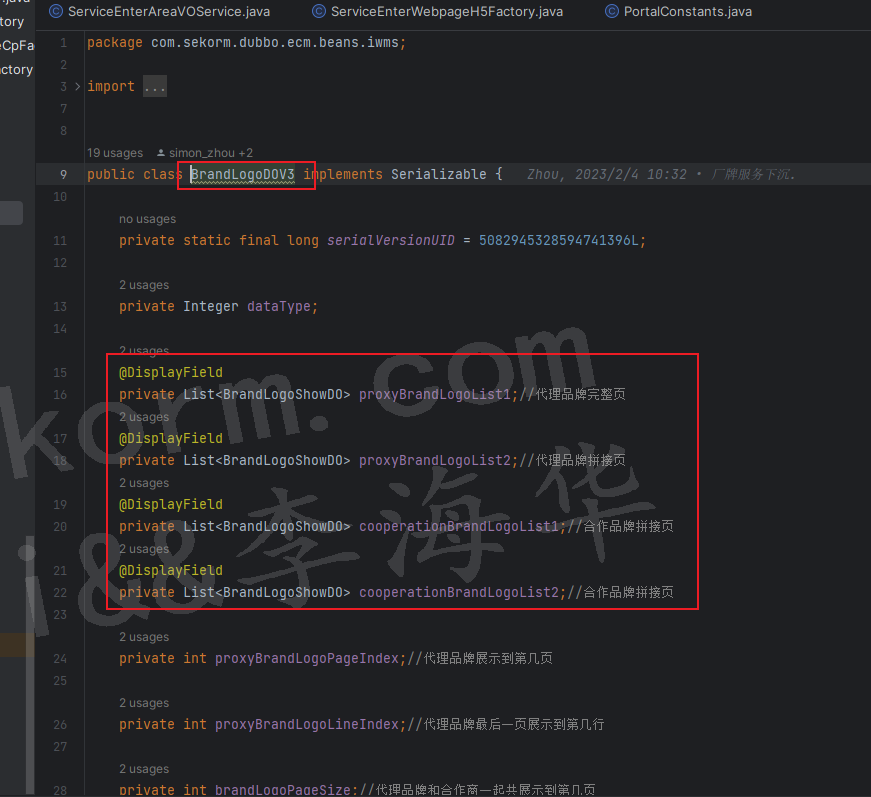 .java
ServiceEnterAreaVOService.java
ServiceEnterWebpageH5Factory.java
PortalConstants.java
tory
eCpFa
ctory
1 package com.sekorm.dubbo.ecm.beans.iwms;
2
3 import ...
7
8
19 usages simon_zhou +2
9 public class BrandLogoDOV3 implements Serializable { Zhou, 2023/2/4 10:32 • 厂牌服务下沉.
10
no usages
11 private static final long serialVersionUID = 5082945328594741396L;
12
2 usages
13 private Integer dataType;
14
2 usages
15 @DisplayField
16 private List<BrandLogoShowDO> proxyBrandLogoList1;//代理品牌完整页
2 usages
17 @DisplayField
18 private List<BrandLogoShowDO> proxyBrandLogoList2;//代理品牌拼接页
2 usages
19 @DisplayField
20 private List<BrandLogoShowDO> cooperationBrandLogoList1;//合作品牌拼接页
2 usages
21 @DisplayField
22 private List<BrandLogoShowDO> cooperationBrandLogoList2;//合作品牌拼接页
23
2 usages
24 private int proxyBrandLogoPageIndex;//代理品牌展示到第几页
25
2 usages
26 private int proxyBrandLogoLineIndex;//代理品牌最后一页展示到第几行
27
2 usages
28 private int brandLogoPageSize;//代理品牌和合作商一起共展示到第几页
korm.com
i&&李海华